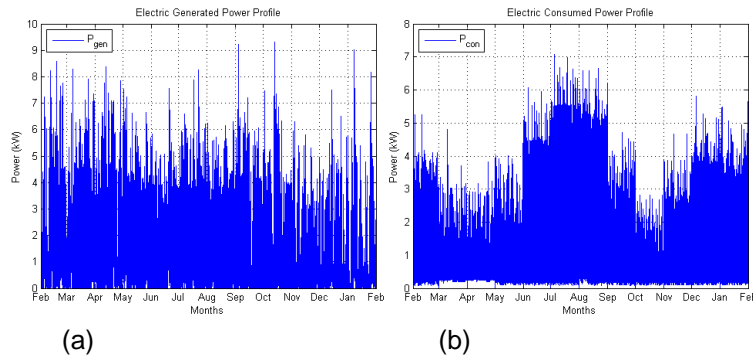 Electric Generated Power Profile
P_gen
Power (kW)
10
9
8
7
6
5
4
3
2
1
0
Feb Mar Apr May Jun Jul Aug Sep Oct Nov Dec Jan Feb
Months
(a)
Electric Consumed Power Profile
P_con
Power (kW)
8
7
6
5
4
3
2
1
0
Feb Mar Apr May Jun Jul Aug Sep Oct Nov Dec Jan Feb
Months
(b)